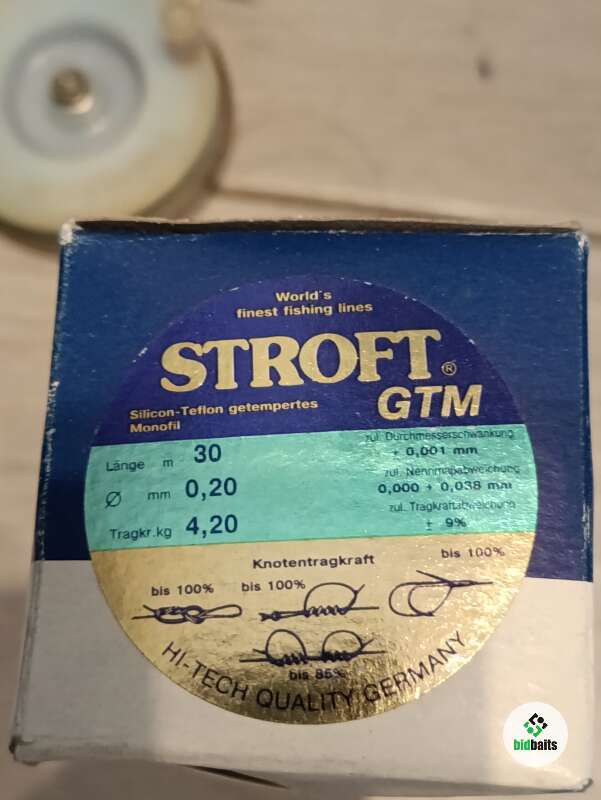 World's
finest fishing lines
STROFT®
GTM
Silicon-Teflon getempertes
Monofil
Länge m 30
Ø mm 0,20
Tragkr.kg 4,20
zul. Durchmesserschwankung
± 0,001 mm
zul. Nennmaßabweichung
0,000 + 0,038 mm
zul. Tragkraftabweichung
± 9%
Knotentragkraft
bis 100%
bis 100%
bis 100%
bis 85%
HI-TECH QUALITY GERMANY
bidbaits